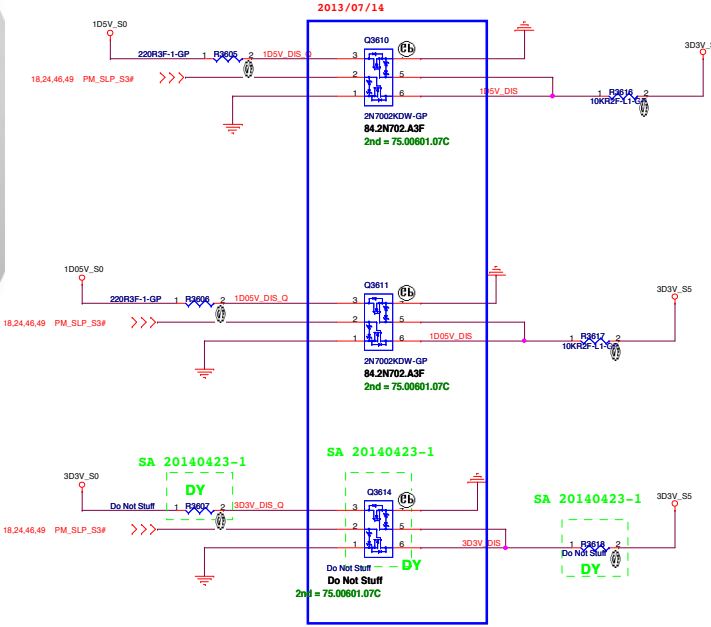 2013/07/14
1D5V_S0
Q3610
3D3V_
220R3F-1-GP 1 R3605 2 1D5V_DIS_Q 3 4
18,24,46,49 PM_SLP_S3# 2 5
1 6 1D5V_DIS 1 R3616 2
10KR2F-L1-GP
2N7002KDW-GP
84.2N702.A3F
2nd = 75.00601.07C
1D05V_S0
Q3611
3D3V_S5
220R3F-1-GP 1 R3606 2 1D05V_DIS_Q 3 4
18,24,46,49 PM_SLP_S3# 2 5
1 6 1D05V_DIS 1 R3617 2
10KR2F-L1-GP
2N7002KDW-GP
84.2N702.A3F
2nd = 75.00601.07C
SA 20140423-1
SA 20140423-1
3D3V_S0
DY
Q3614
SA 20140423-1
3D3V_S5
Do Not Stuff 1 R3607 2 3D3V_DIS_Q 3 4
18,24,46,49 PM_SLP_S3# 2 5
1 6 3D3V_DIS 1 R3618 2
Do Not Stuff
DY
Do Not Stuff
DY
Do Not Stuff
2nd = 75.00601.07C